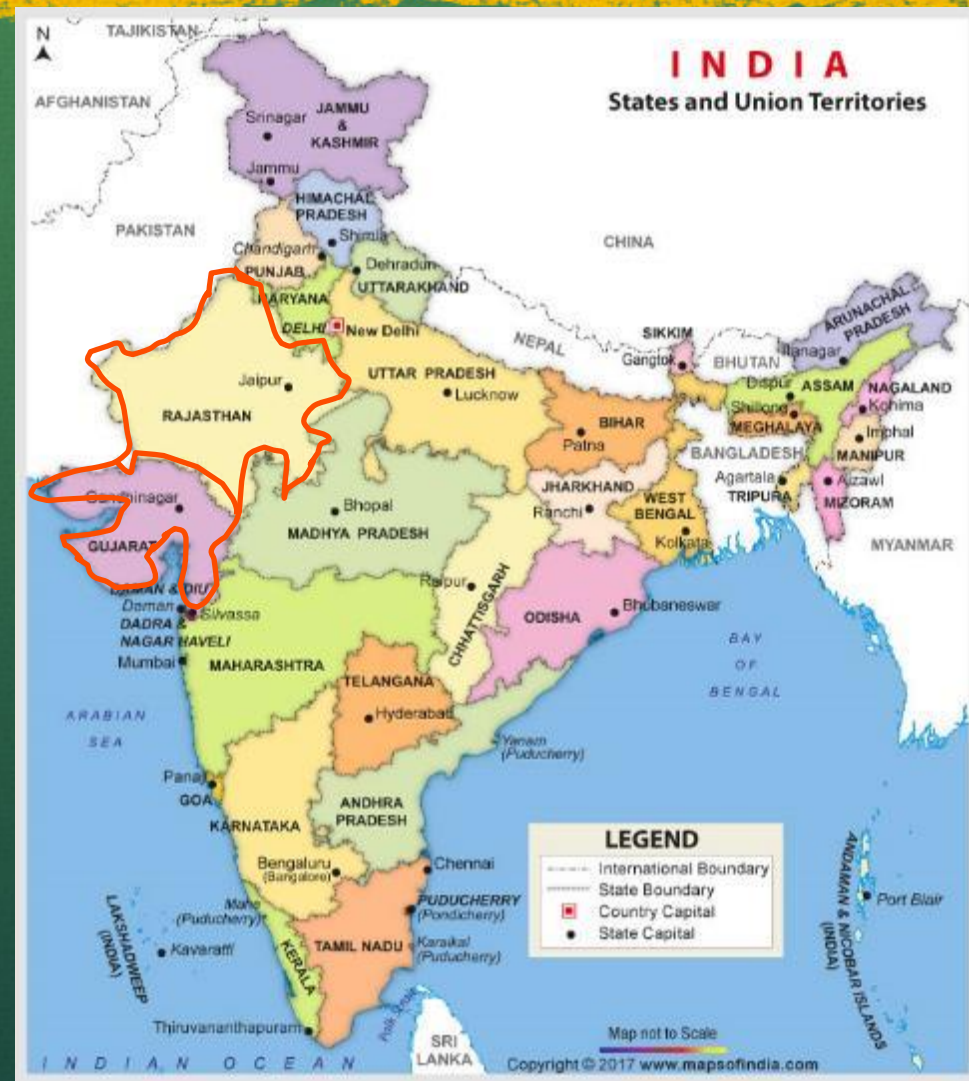 N
TAJIKISTAN
INDIA
States and Union Territories
AFGHANISTAN
JAMMU
&
KASHMIR
Srinagar
Jammu
HIMACHAL
PRADESH
Shimla
PAKISTAN
CHINA
Chandigarh
PUNJAB
Dehradun
UTTARAKHAND
HARYANA
DELHI
New Delhi
NEPAL
SIKKIM
Gangtok
BHUTAN
ARUNACHAL
PRADESH
Itanagar
Dispur
ASSAM
NAGALAND
Kohima
Shillong
MEGHALAYA
Imphal
MANIPUR
BANGLADESH
Agartala
TRIPURA
Aizawl
MIZORAM
MYANMAR
Jaipur
RAJASTHAN
UTTAR PRADESH
Lucknow
BIHAR
Patna
JHARKHAND
Ranchi
WEST
BENGAL
Kolkata
Gandhinagar
GUJARAT
Bhopal
MADHYA PRADESH
Raipur
CHHATTISGARH
ODISHA
Bhubaneswar
DAMAN & DIU
Daman
Silvassa
DADRA &
NAGAR HAVELI
Mumbai
MAHARASHTRA
TELANGANA
Hyderabad
BAY
OF
BENGAL
ARABIAN
SEA
Yanam
(Puducherry)
Panaji
GOA
KARNATAKA
ANDHRA
PRADESH
Bengaluru
(Bangalore)
Chennai
Mahe
(Puducherry)
PUDUCHERRY
(Pondicherry)
LAKSHADWEEP
(INDIA)
Kavaratti
KERALA
TAMIL NADU
Karaikal
(Puducherry)
Thiruvananthapuram
Palk Strait
SRI
LANKA
INDIAN OCEAN
LEGEND
International Boundary
State Boundary
Country Capital
State Capital
ANDAMAN & NICOBAR ISLANDS
(INDIA)
Port Blair
Map not to Scale
Copyright © 2017 www.mapsofindia.com